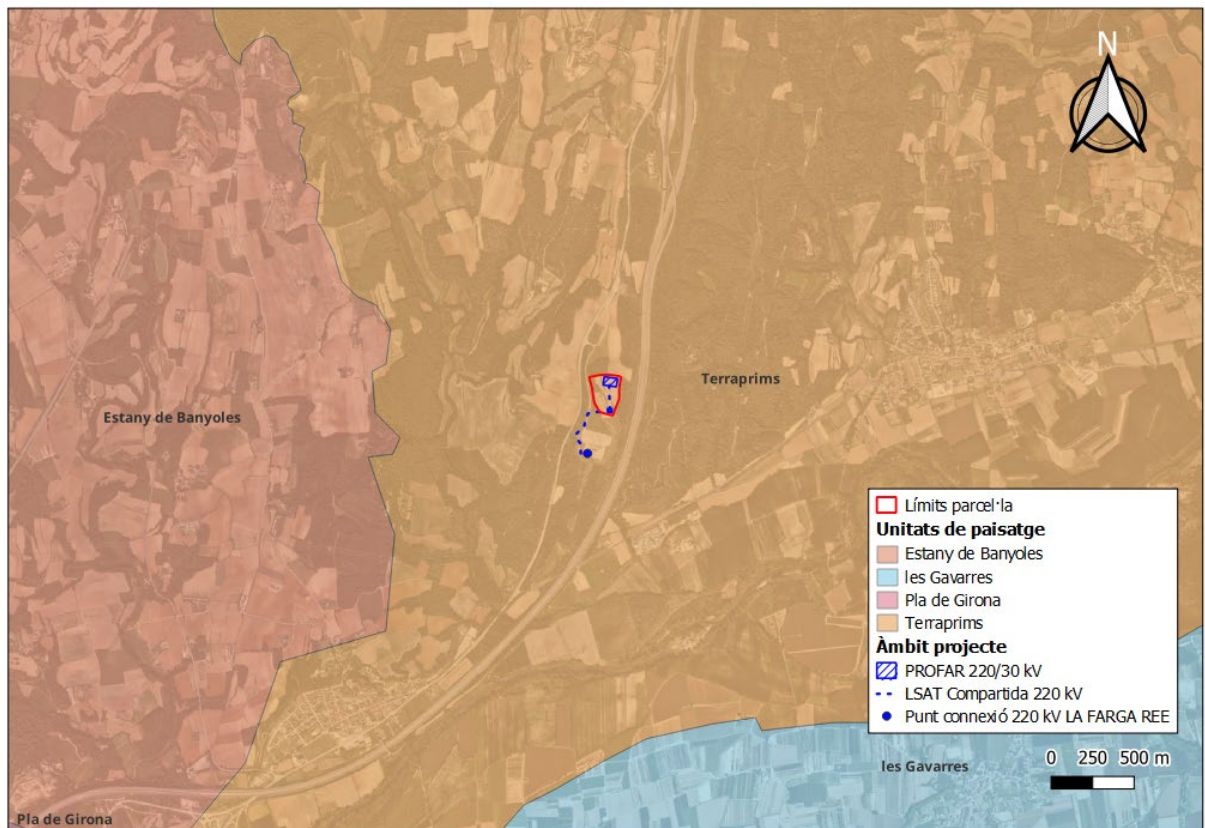 N
Terraprims
Estany de Banyoles
Límits parcel·la
Unitats de paisatge
Estany de Banyoles
les Gavarres
Pla de Girona
Terraprims
Àmbit projecte
PROFAR 220/30 kV
LSAT Compartida 220 kV
Punt connexió 220 kV LA FARGA REE
les Gavarres
0 250 500 m
Pla de Girona